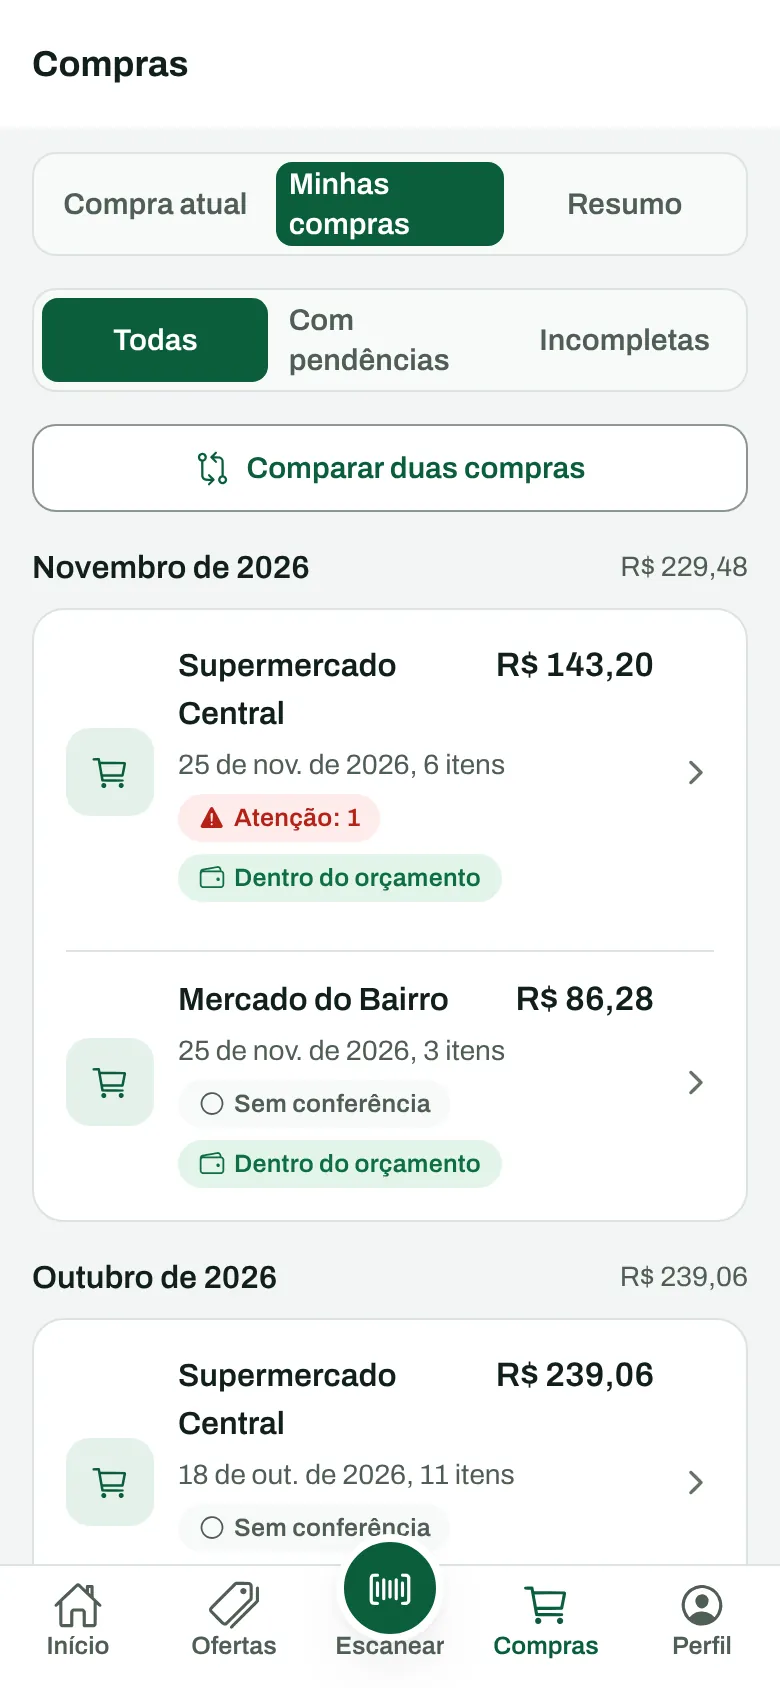 Compras
Compra atual
Minhas
compras
Resumo
Todas
Com
pendências
Incompletas
Comparar duas compras
Novembro de 2026
R$ 229,48
Supermercado
Central
R$ 143,20
25 de nov. de 2026, 6 itens
Atenção: 1
Dentro do orçamento
Mercado do Bairro
R$ 86,28
25 de nov. de 2026, 3 itens
Sem conferência
Dentro do orçamento
Outubro de 2026
R$ 239,06
Supermercado
Central
R$ 239,06
18 de out. de 2026, 11 itens
Sem conferência
Início
Ofertas
Escanear
Compras
Perfil